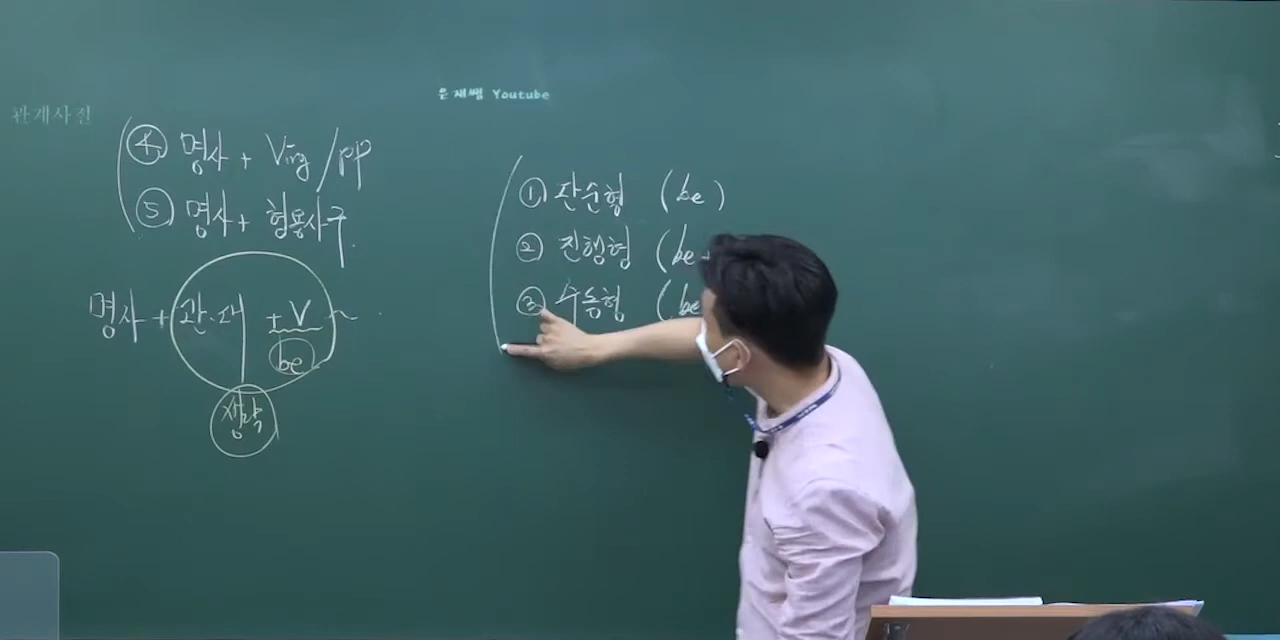 은재쌤 Youtube
관계사절
④ 명사 + Ving / pp
⑤ 명사 + 형용사구.
명사 + 관·대 + V ~ .
be
생략
① 단순형 (be)
② 진행형 (be
③ 수동형 (be